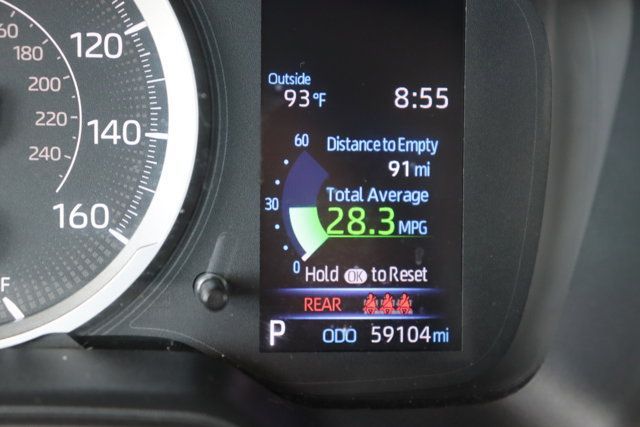 60
180
200
220
240
120
140
160
F
Outside
93 °F
8:55
60
30
0
Distance to Empty
91 mi
Total Average
28.3 MPG
Hold OK to Reset
REAR
P ODO 59104 mi